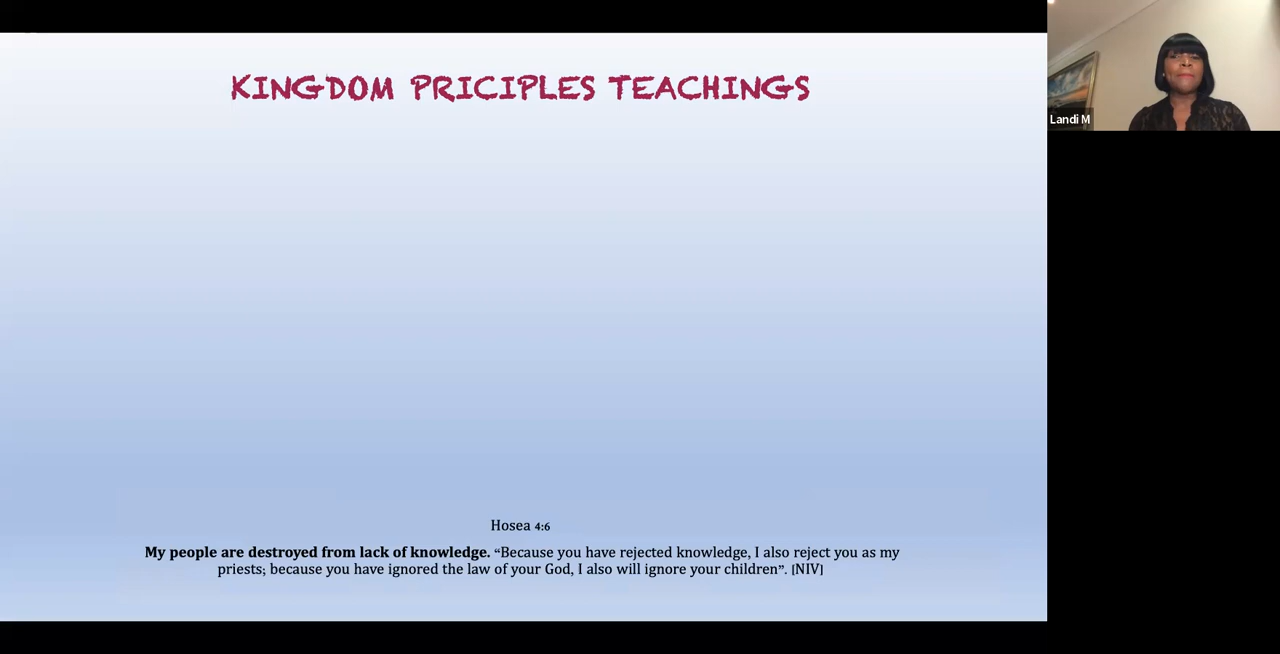 KINGDOM PRICIPLES TEACHINGS
Landi M
Hosea 4:6
My people are destroyed from lack of knowledge. “Because you have rejected knowledge, I also reject you as my
priests; because you have ignored the law of your God, I also will ignore your children”. [NIV]